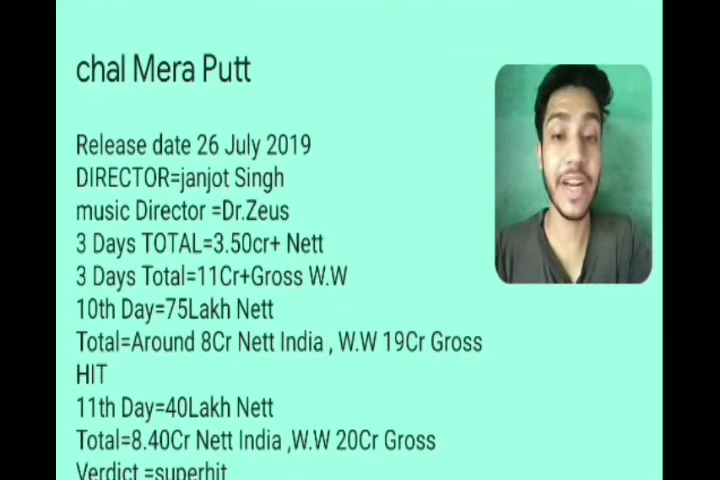 chal Mera Putt
Release date 26 July 2019
DIRECTOR=janjot Singh
music Director =Dr.Zeus
3 Days TOTAL=3.50cr+ Nett
3 Days Total=11Cr+Gross W.W
10th Day=75Lakh Nett
Total=Around 8Cr Nett India , W.W 19Cr Gross
HIT
11th Day=40Lakh Nett
Total=8.40Cr Nett India ,W.W 20Cr Gross
Verdict =superhit